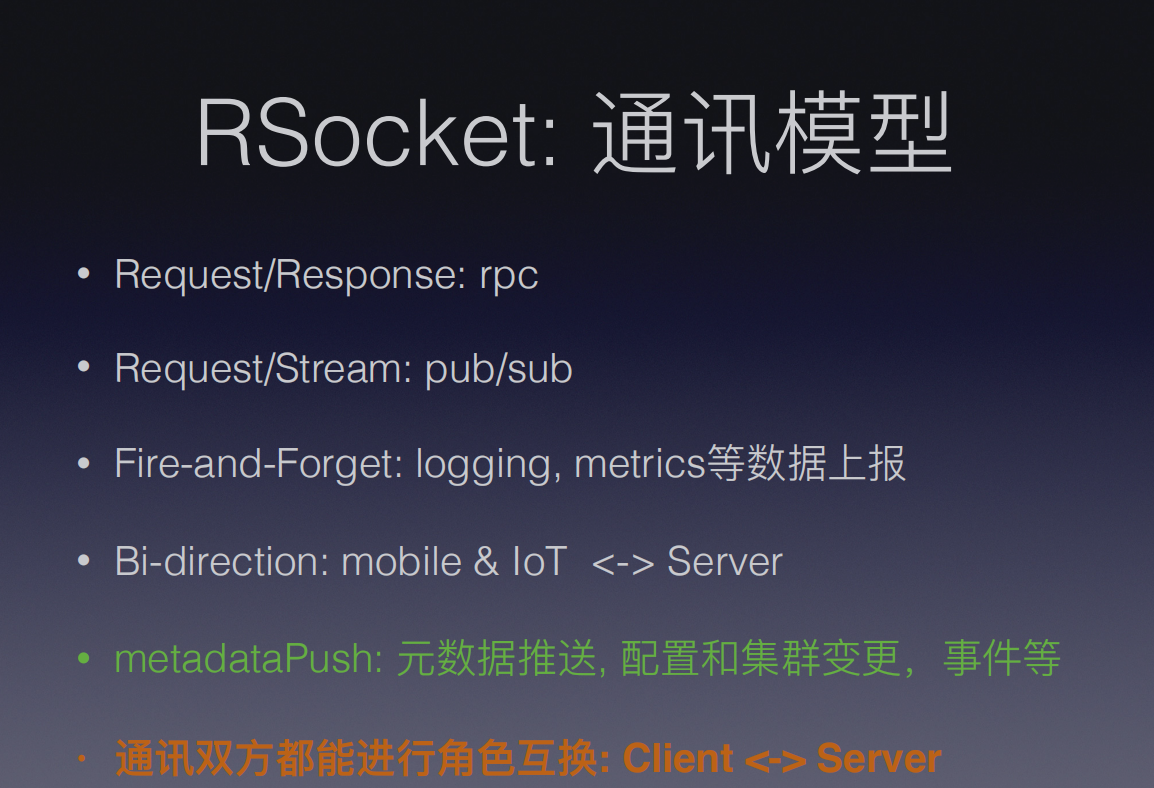 RSocket: 通讯模型
• Request/Response: rpc
• Request/Stream: pub/sub
• Fire-and-Forget: logging, metrics等数据上报
• Bi-direction: mobile & IoT <-> Server
• metadataPush: 元数据推送, 配置和集群变更，事件等
• 通讯双方都能进行角色互换: Client <-> Server